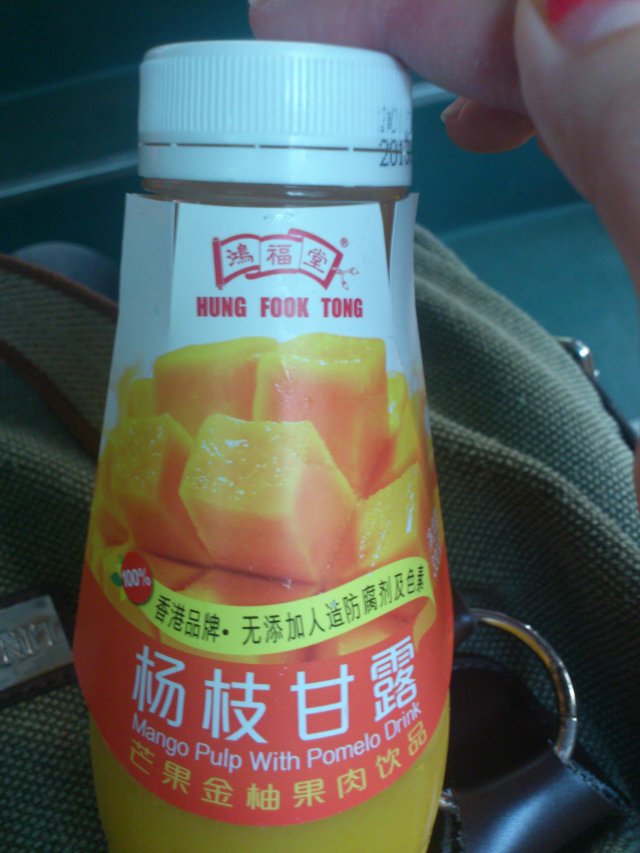 2013
鴻福堂®
HUNG FOOK TONG
100%
香港品牌·无添加人造防腐剂及色素
杨枝甘露
Mango Pulp With Pomelo Drink
芒果金柚果肉饮品